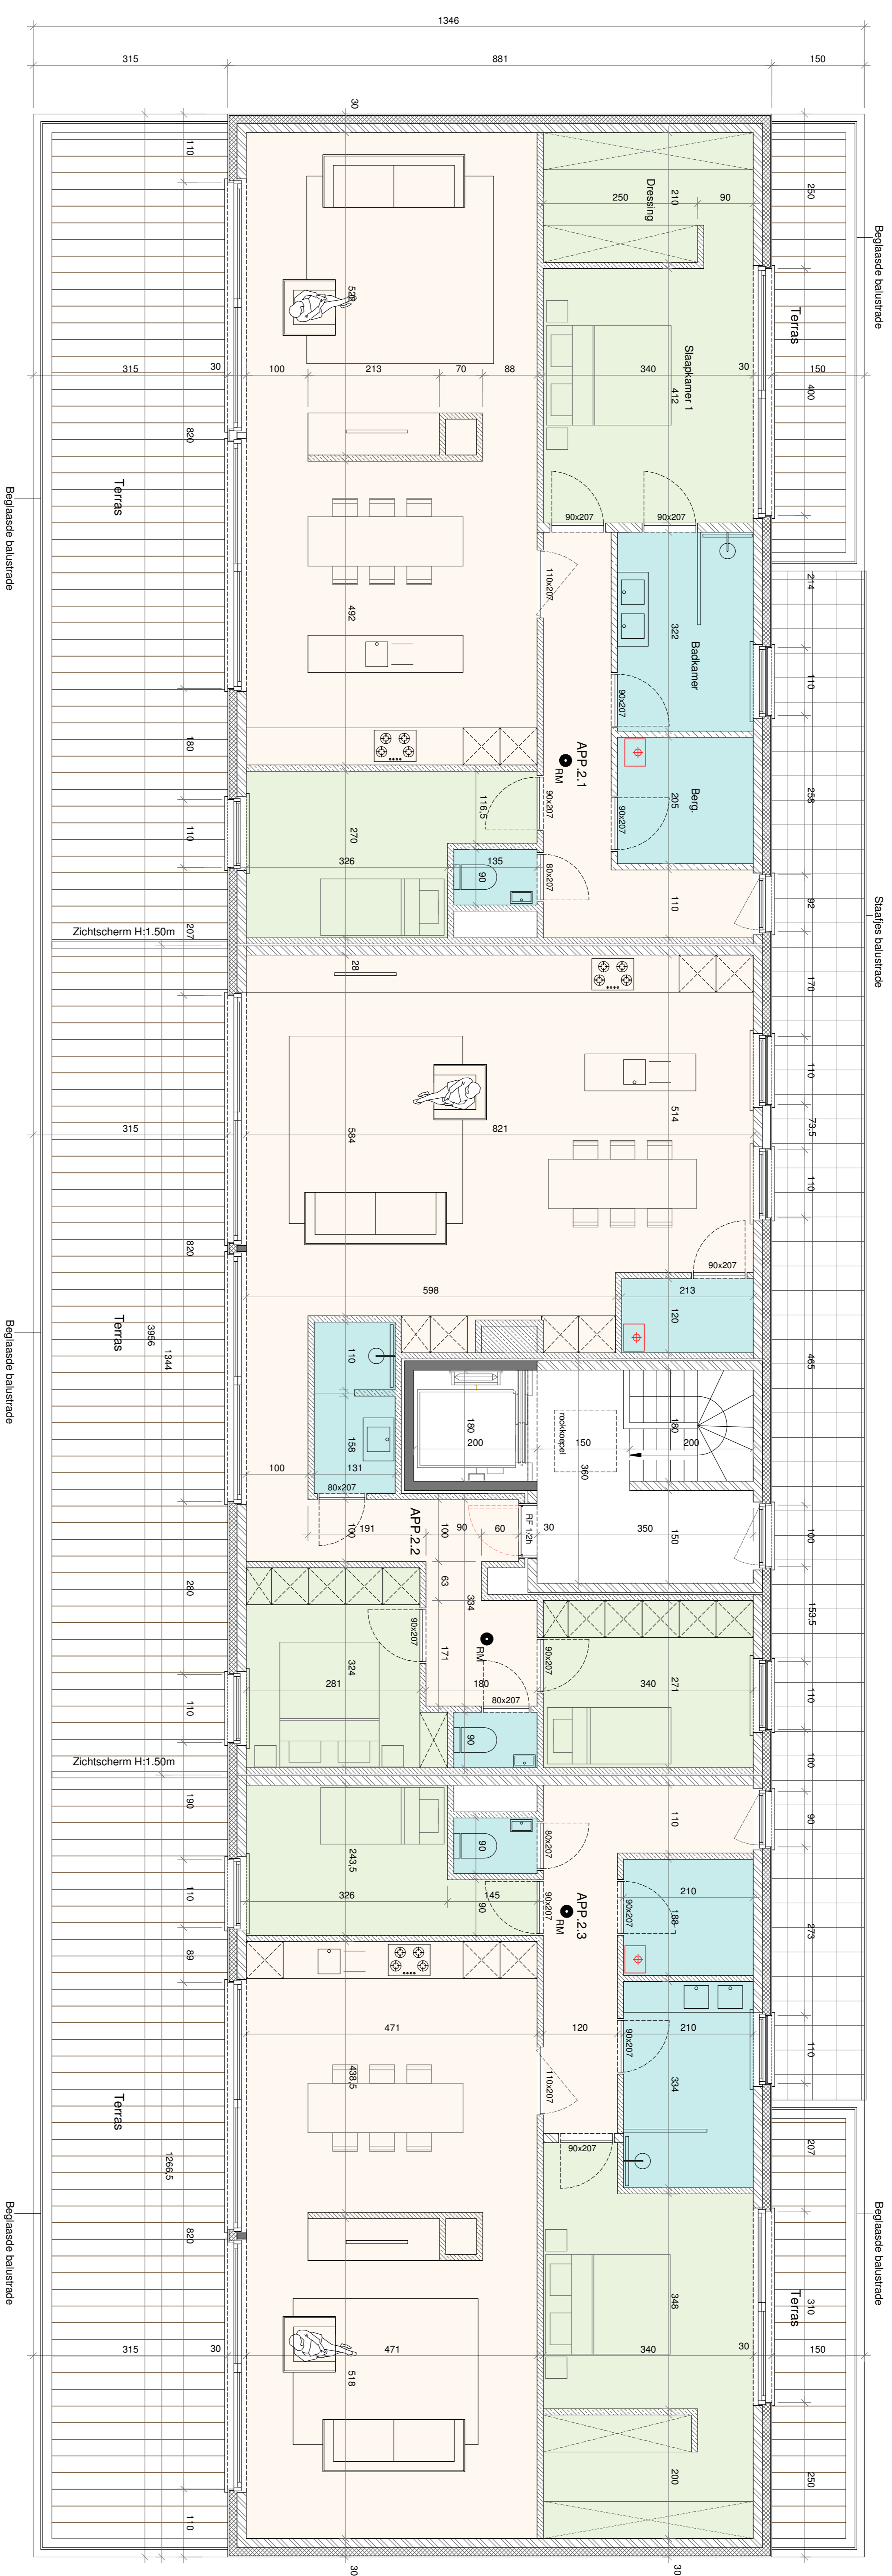 1346
315
881
150
30
110
250
Beglaasde balustrade
Dressing
250
210
90
Terras
522
Slaapkamer 1
315
30
100
213
70
88
340
412
30
150
400
820
Terras
Beglaasde balustrade
90x207
90x207
110x207
214
492
322
Badkamer
110
90x207
180
APP.2.1
RM
205
Berg.
258
116,5
90x207
90x207
110
270
326
135
90
80x207
110
92
Staafjes balustrade
207
Zichtscherm H:1.50m
28
170
110
514
73,5
315
584
821
110
820
90x207
598
213
120
Terras
Beglaasde balustrade
3956
1344
110
465
rookkoepel
180
180
158
200
150
200
360
100
131
80x207
APP.2.2
100
191
100
90
60
RF 1/2h
30
350
150
100
280
63
334
153,5
90x207
171
RM
90x207
324
281
180
340
271
110
80x207
110
90
Zichtscherm H:1.50m
100
190
110
90
80x207
90
243,5
110
326
145
90
90x207
APP.2.3
RM
210
90x207
188
273
89
471
120
210
90x207
110
438,5
110x207
334
Terras
90x207
207
1266,5
Beglaasde balustrade
820
Beglaasde balustrade
348
Terras
310
315
30
471
518
340
30
150
200
250
110
30
30